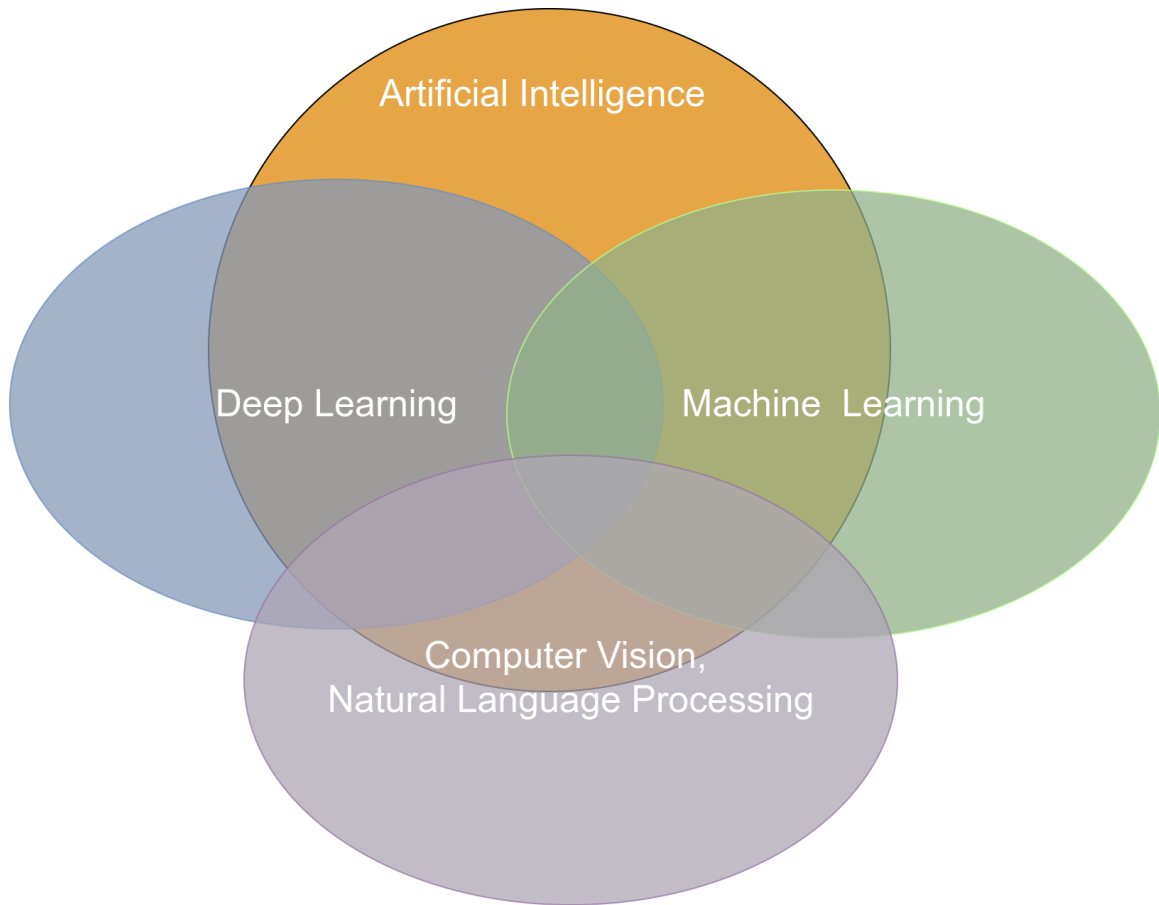 Artificial Intelligence
Deep Learning
Machine  Learning
Computer Vision,
Natural Language Processing